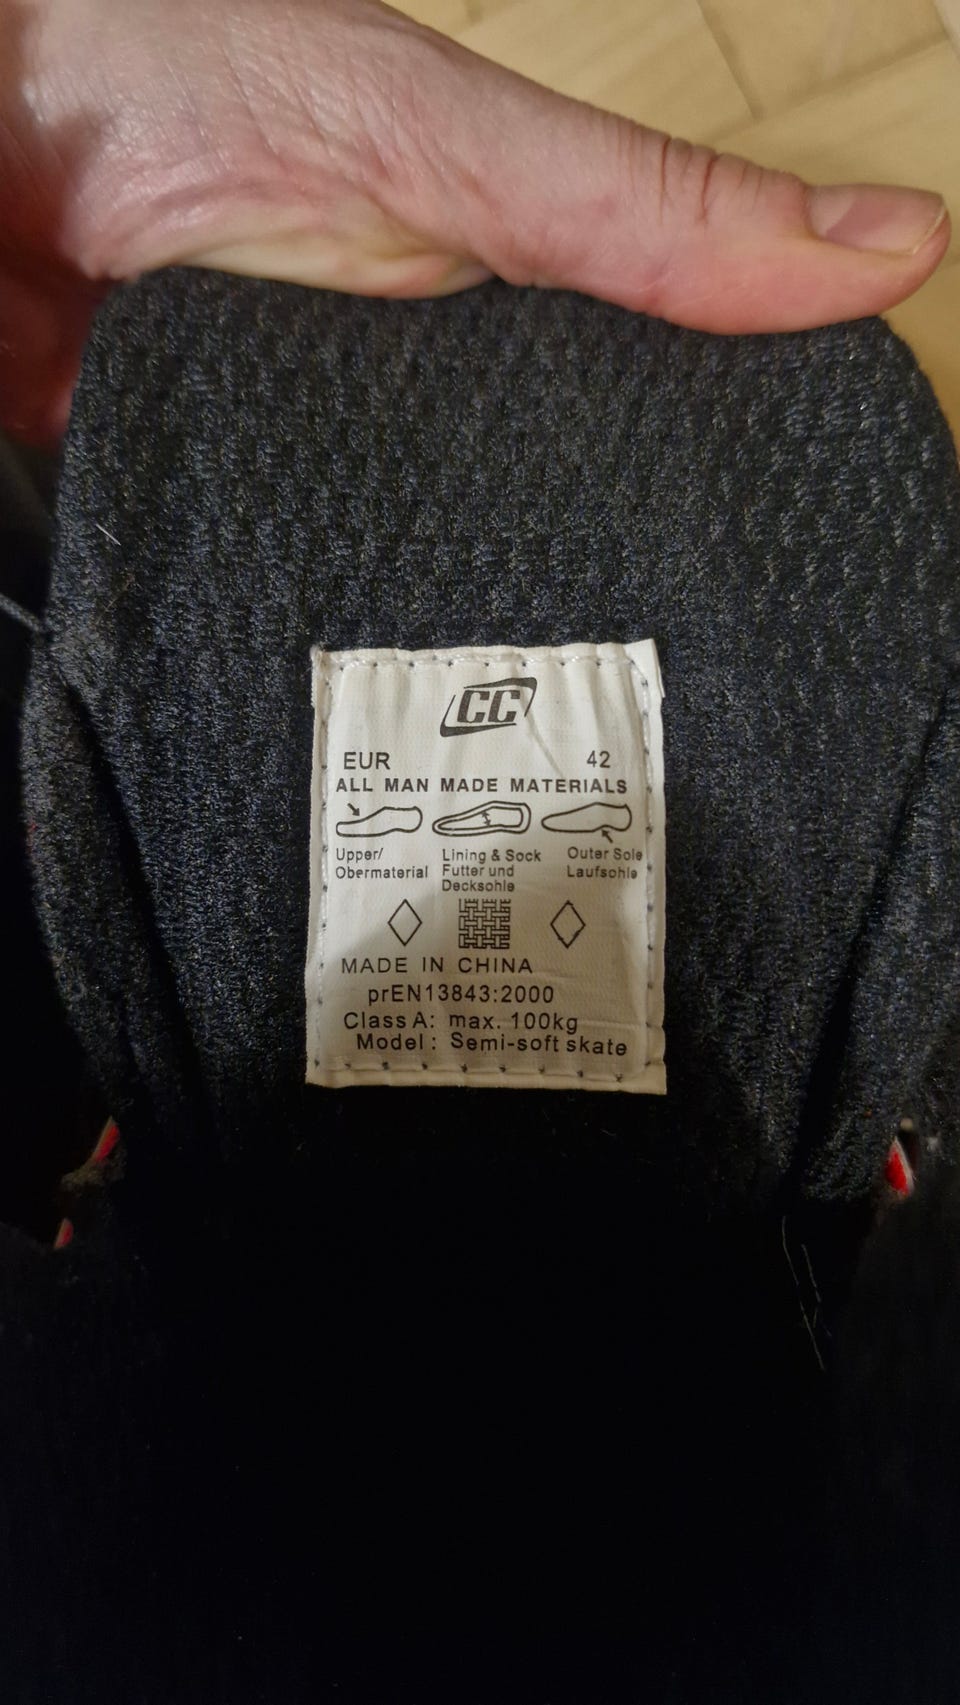 CC
EUR 42
ALL MAN MADE MATERIALS
Upper/ Obermaterial
Lining & Sock Futter und Decksohle
Outer Sole Laufsohle
MADE IN CHINA
prEN13843:2000
Class A: max. 100kg
Model: Semi-soft skate